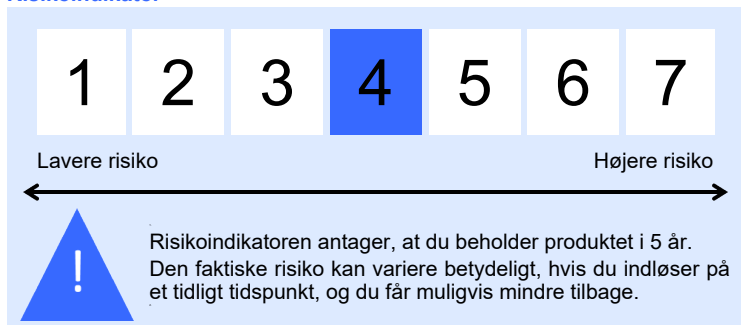 Risikoindikator
1 2 3 4 5 6 7
Lavere risiko Højere risiko
!
Risikoindikatoren antager, at du beholder produktet i 5 år.
Den faktiske risiko kan variere betydeligt, hvis du indløser på
et tidligt tidspunkt, og du får muligvis mindre tilbage.